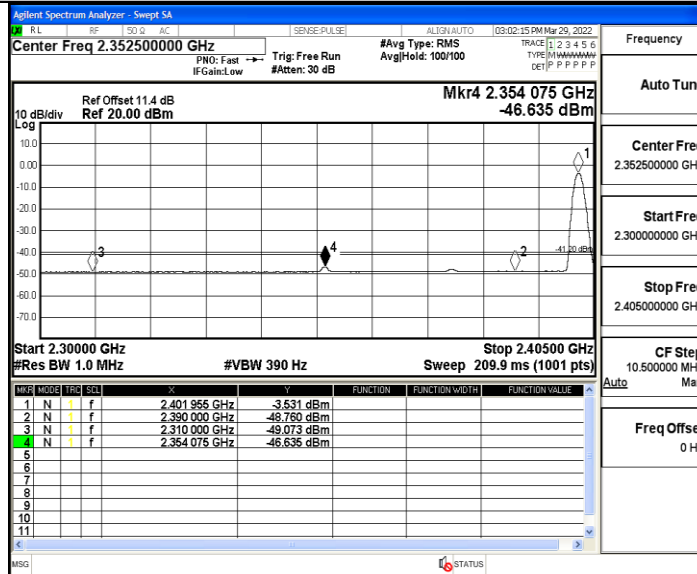 Agilent Spectrum Analyzer - Swept SA
RL RF 50 Ω AC SENSE:PULSE ALIGN AUTO 03:02:15 PM Mar 29, 2022
Center Freq 2.352500000 GHz
PNO: Fast
IFGain:Low
Trig: Free Run
#Atten: 30 dB
#Avg Type: RMS
Avg|Hold: 100/100
TRACE 1 2 3 4 5 6
TYPE MWWWWW
DET P P P P P P
Mkr4 2.354 075 GHz
-46.635 dBm
Ref Offset 11.4 dB
10 dB/div Ref 20.00 dBm
Log
10.0
0.00
-10.0
-20.0
-30.0
-40.0
-50.0
-60.0
-70.0
1
2
3
4
-41.20 dBm
Start 2.30000 GHz Stop 2.40500 GHz
#Res BW 1.0 MHz #VBW 390 Hz Sweep 209.9 ms (1001 pts)
MKR MODE TRC SCL X Y FUNCTION FUNCTION WIDTH FUNCTION VALUE
1 N 1 f 2.401 955 GHz -3.531 dBm
2 N 1 f 2.390 000 GHz -48.760 dBm
3 N 1 f 2.310 000 GHz -49.073 dBm
4 N 1 f 2.354 075 GHz -46.635 dBm
5
6
7
8
9
10
11
MSG STATUS
Frequency
Auto Tun
Center Fre
2.352500000 GH
Start Fre
2.300000000 GH
Stop Fre
2.405000000 GH
CF Step
10.500000 MH
Auto Ma
Freq Offse
0 H